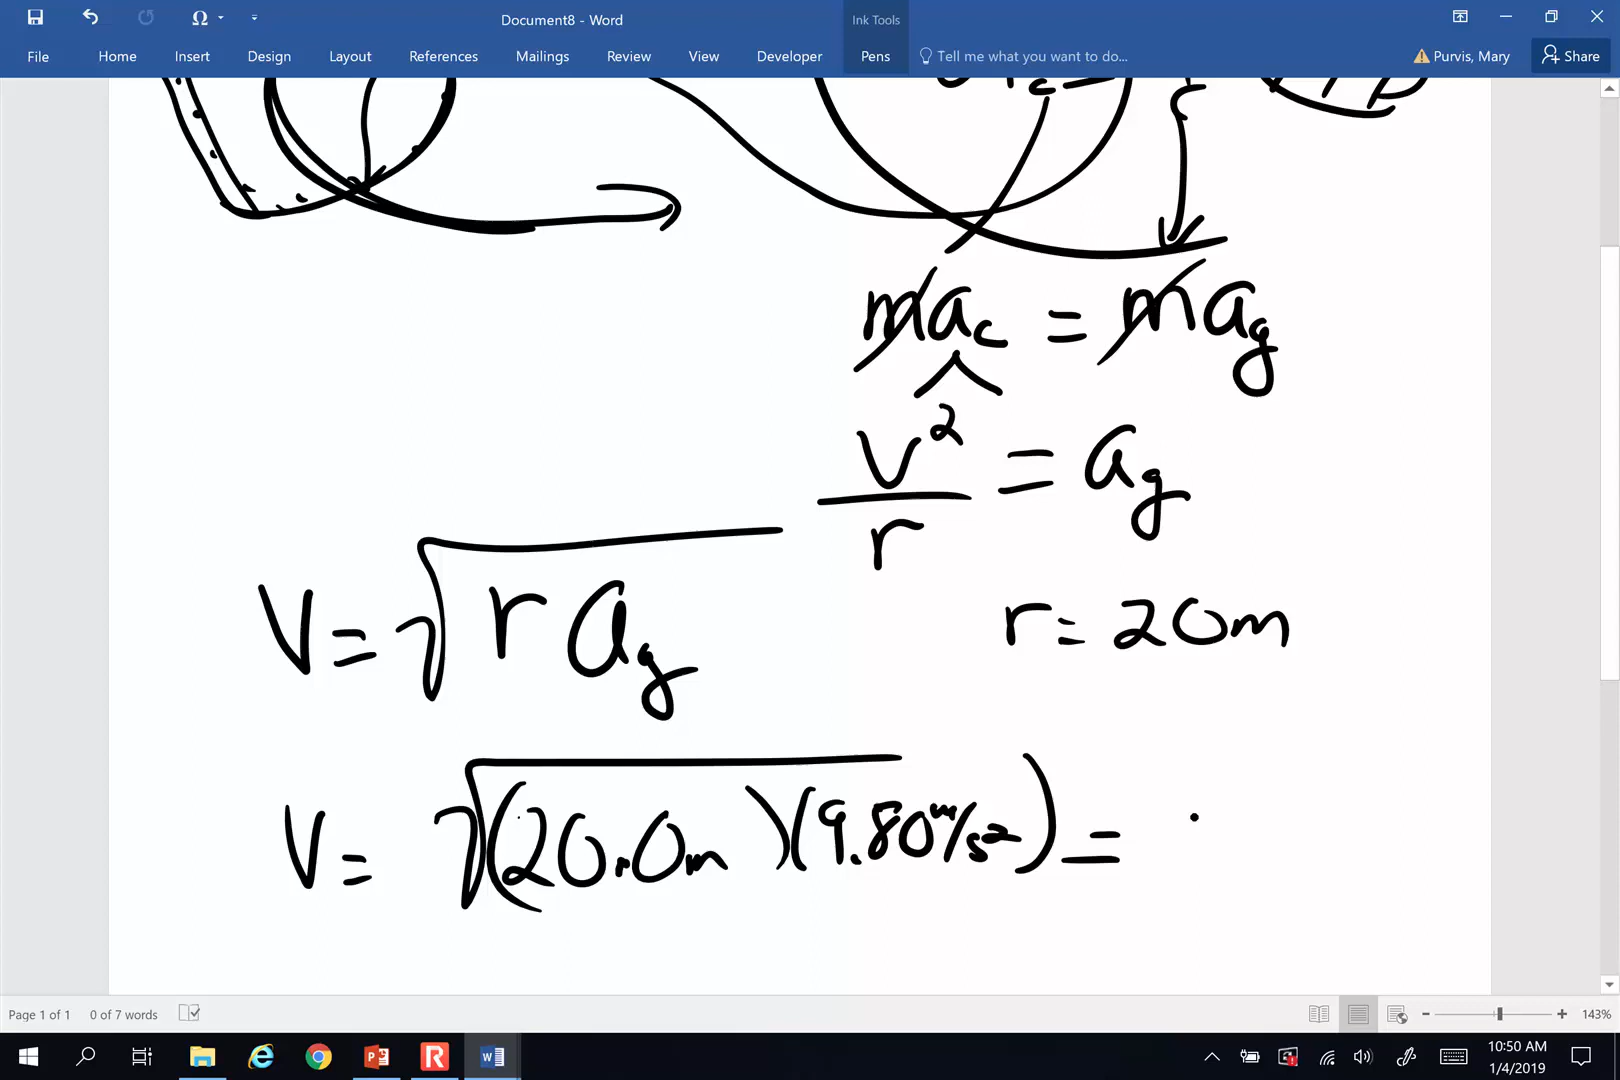 Document8 - Word
Ink Tools
File Home Insert Design Layout References Mailings Review View Developer Pens Tell me what you want to do... Purvis, Mary Share
mac = mag
v² = ag
r
V = √r ag
r = 20m
V = √(20.0m)(9.80m/s²) =
Page 1 of 1 0 of 7 words 143%
10:50 AM
1/4/2019